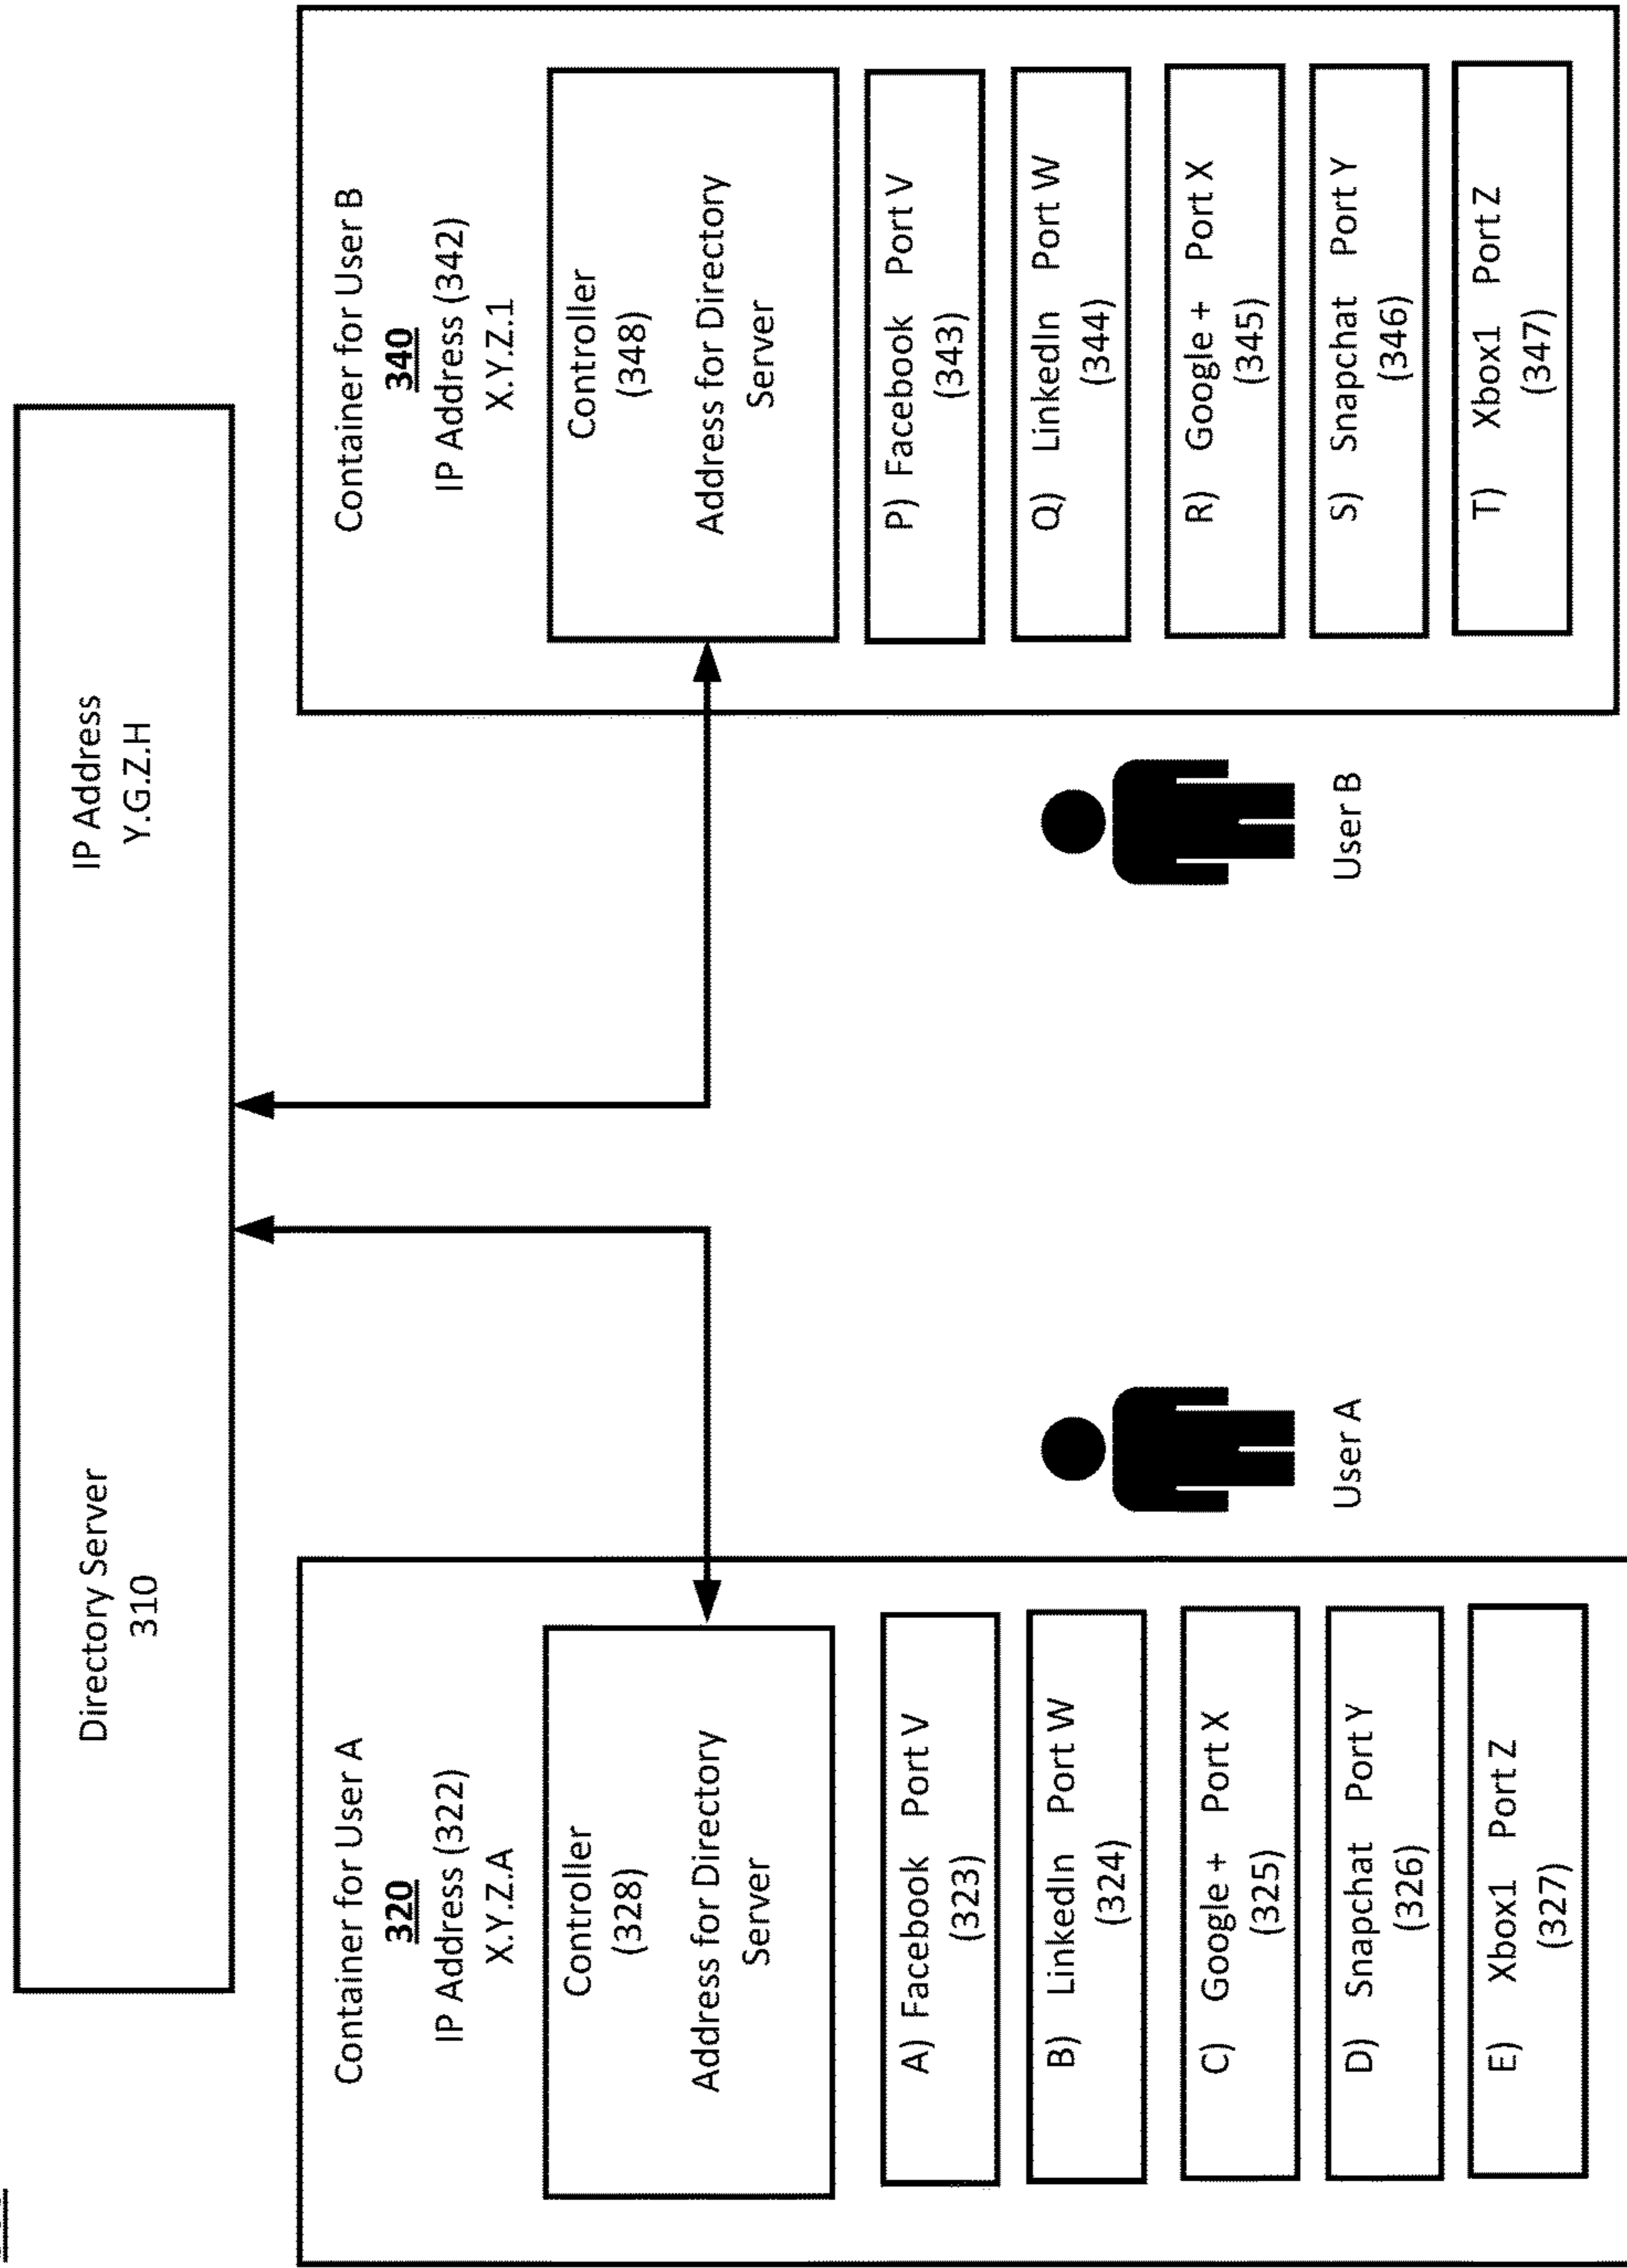 Directory Server
310
IP Address
Y.G.Z.H
Container for User A
320
IP Address (322)
X.Y.Z.A
Controller
(328)
Address for Directory
Server
A) Facebook Port V
(323)
B) LinkedIn Port W
(324)
C) Google + Port X
(325)
D) Snapchat Port Y
(326)
E) Xbox1 Port Z
(327)
User A
User B
Container for User B
340
IP Address (342)
X.Y.Z.1
Controller
(348)
Address for Directory
Server
P) Facebook Port V
(343)
Q) LinkedIn Port W
(344)
R) Google + Port X
(345)
S) Snapchat Port Y
(346)
T) Xbox1 Port Z
(347)